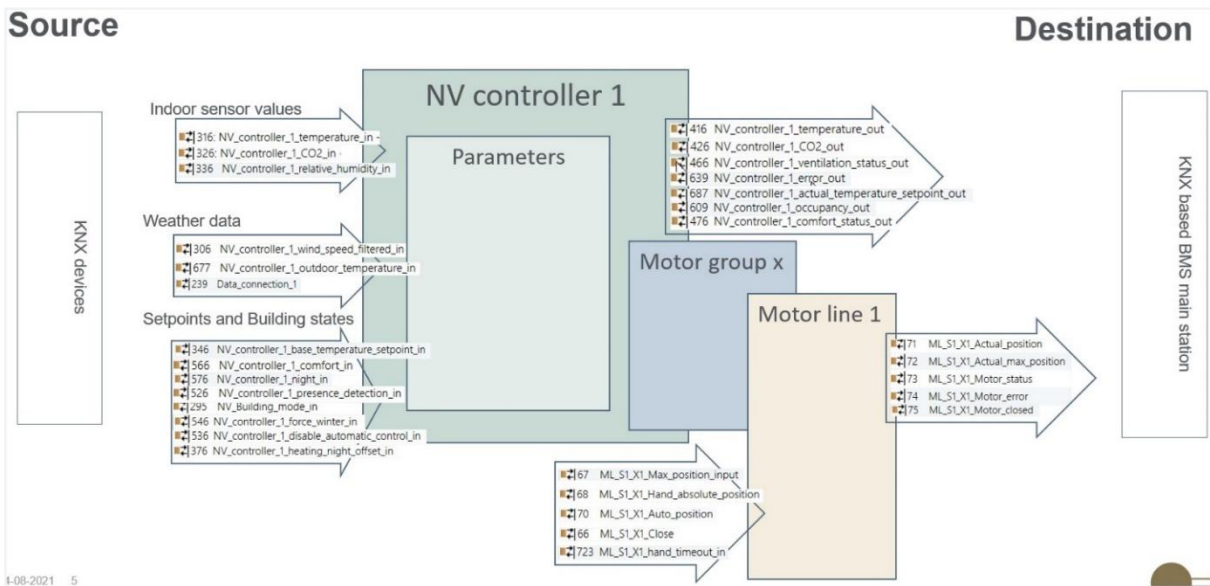 Source
Destination
KNX devices
Indoor sensor values
316: NV_controller_1_temperature_in -
326: NV_controller_1_CO2_in -
336 NV_controller_1_relative_humidity_in
Weather data
306 NV_controller_1_wind_speed_filtered_in
677 NV_controller_1_outdoor_temperature_in
239 Data_connection_1
Setpoints and Building states
346 NV_controller_1_base_temperature_setpoint_in
566 NV_controller_1_comfort_in
576 NV_controller_1_night_in
526 NV_controller_1_presence_detection_in
295 NV_Building_mode_in
546 NV_controller_1_force_winter_in
536 NV_controller_1_disable_automatic_control_in
376 NV_controller_1_heating_night_offset_in
NV controller 1
Parameters
416 NV_controller_1_temperature_out
426 NV_controller_1_CO2_out
466 NV_controller_1_ventilation_status_out
639 NV_controller_1_error_out
687 NV_controller_1_actual_temperature_setpoint_out
609 NV_controller_1_occupancy_out
476 NV_controller_1_comfort_status_out
Motor group x
Motor line 1
67 ML_S1_X1_Max_position_input
68 ML_S1_X1_Hand_absolute_position
70 ML_S1_X1_Auto_position
66 ML_S1_X1_Close
723 ML_S1_X1_hand_timeout_in
71 ML_S1_X1_Actual_position
72 ML_S1_X1_Actual_max_position
73 ML_S1_X1_Motor_status
74 ML_S1_X1_Motor_error
75 ML_S1_X1_Motor_closed
KNX based BMS main station
-08-2021 5